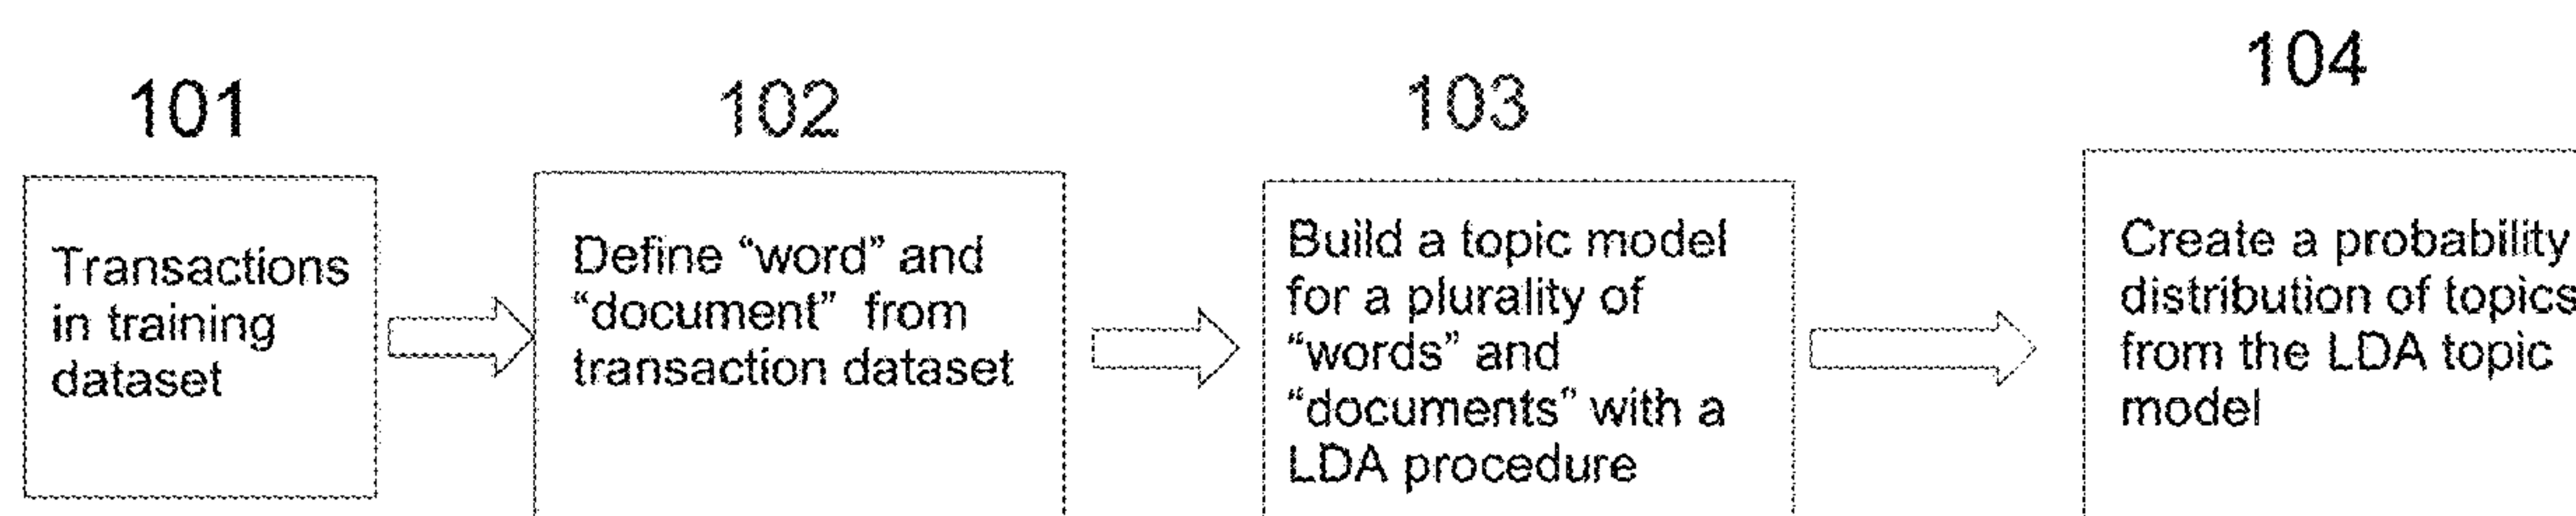 101
Transactions
in training
dataset
102
Define “word” and
“document” from
transaction dataset
103
Build a topic model
for a plurality of
“words” and
“documents” with a
LDA procedure
104
Create a probability
distribution of topics
from the LDA topic
model